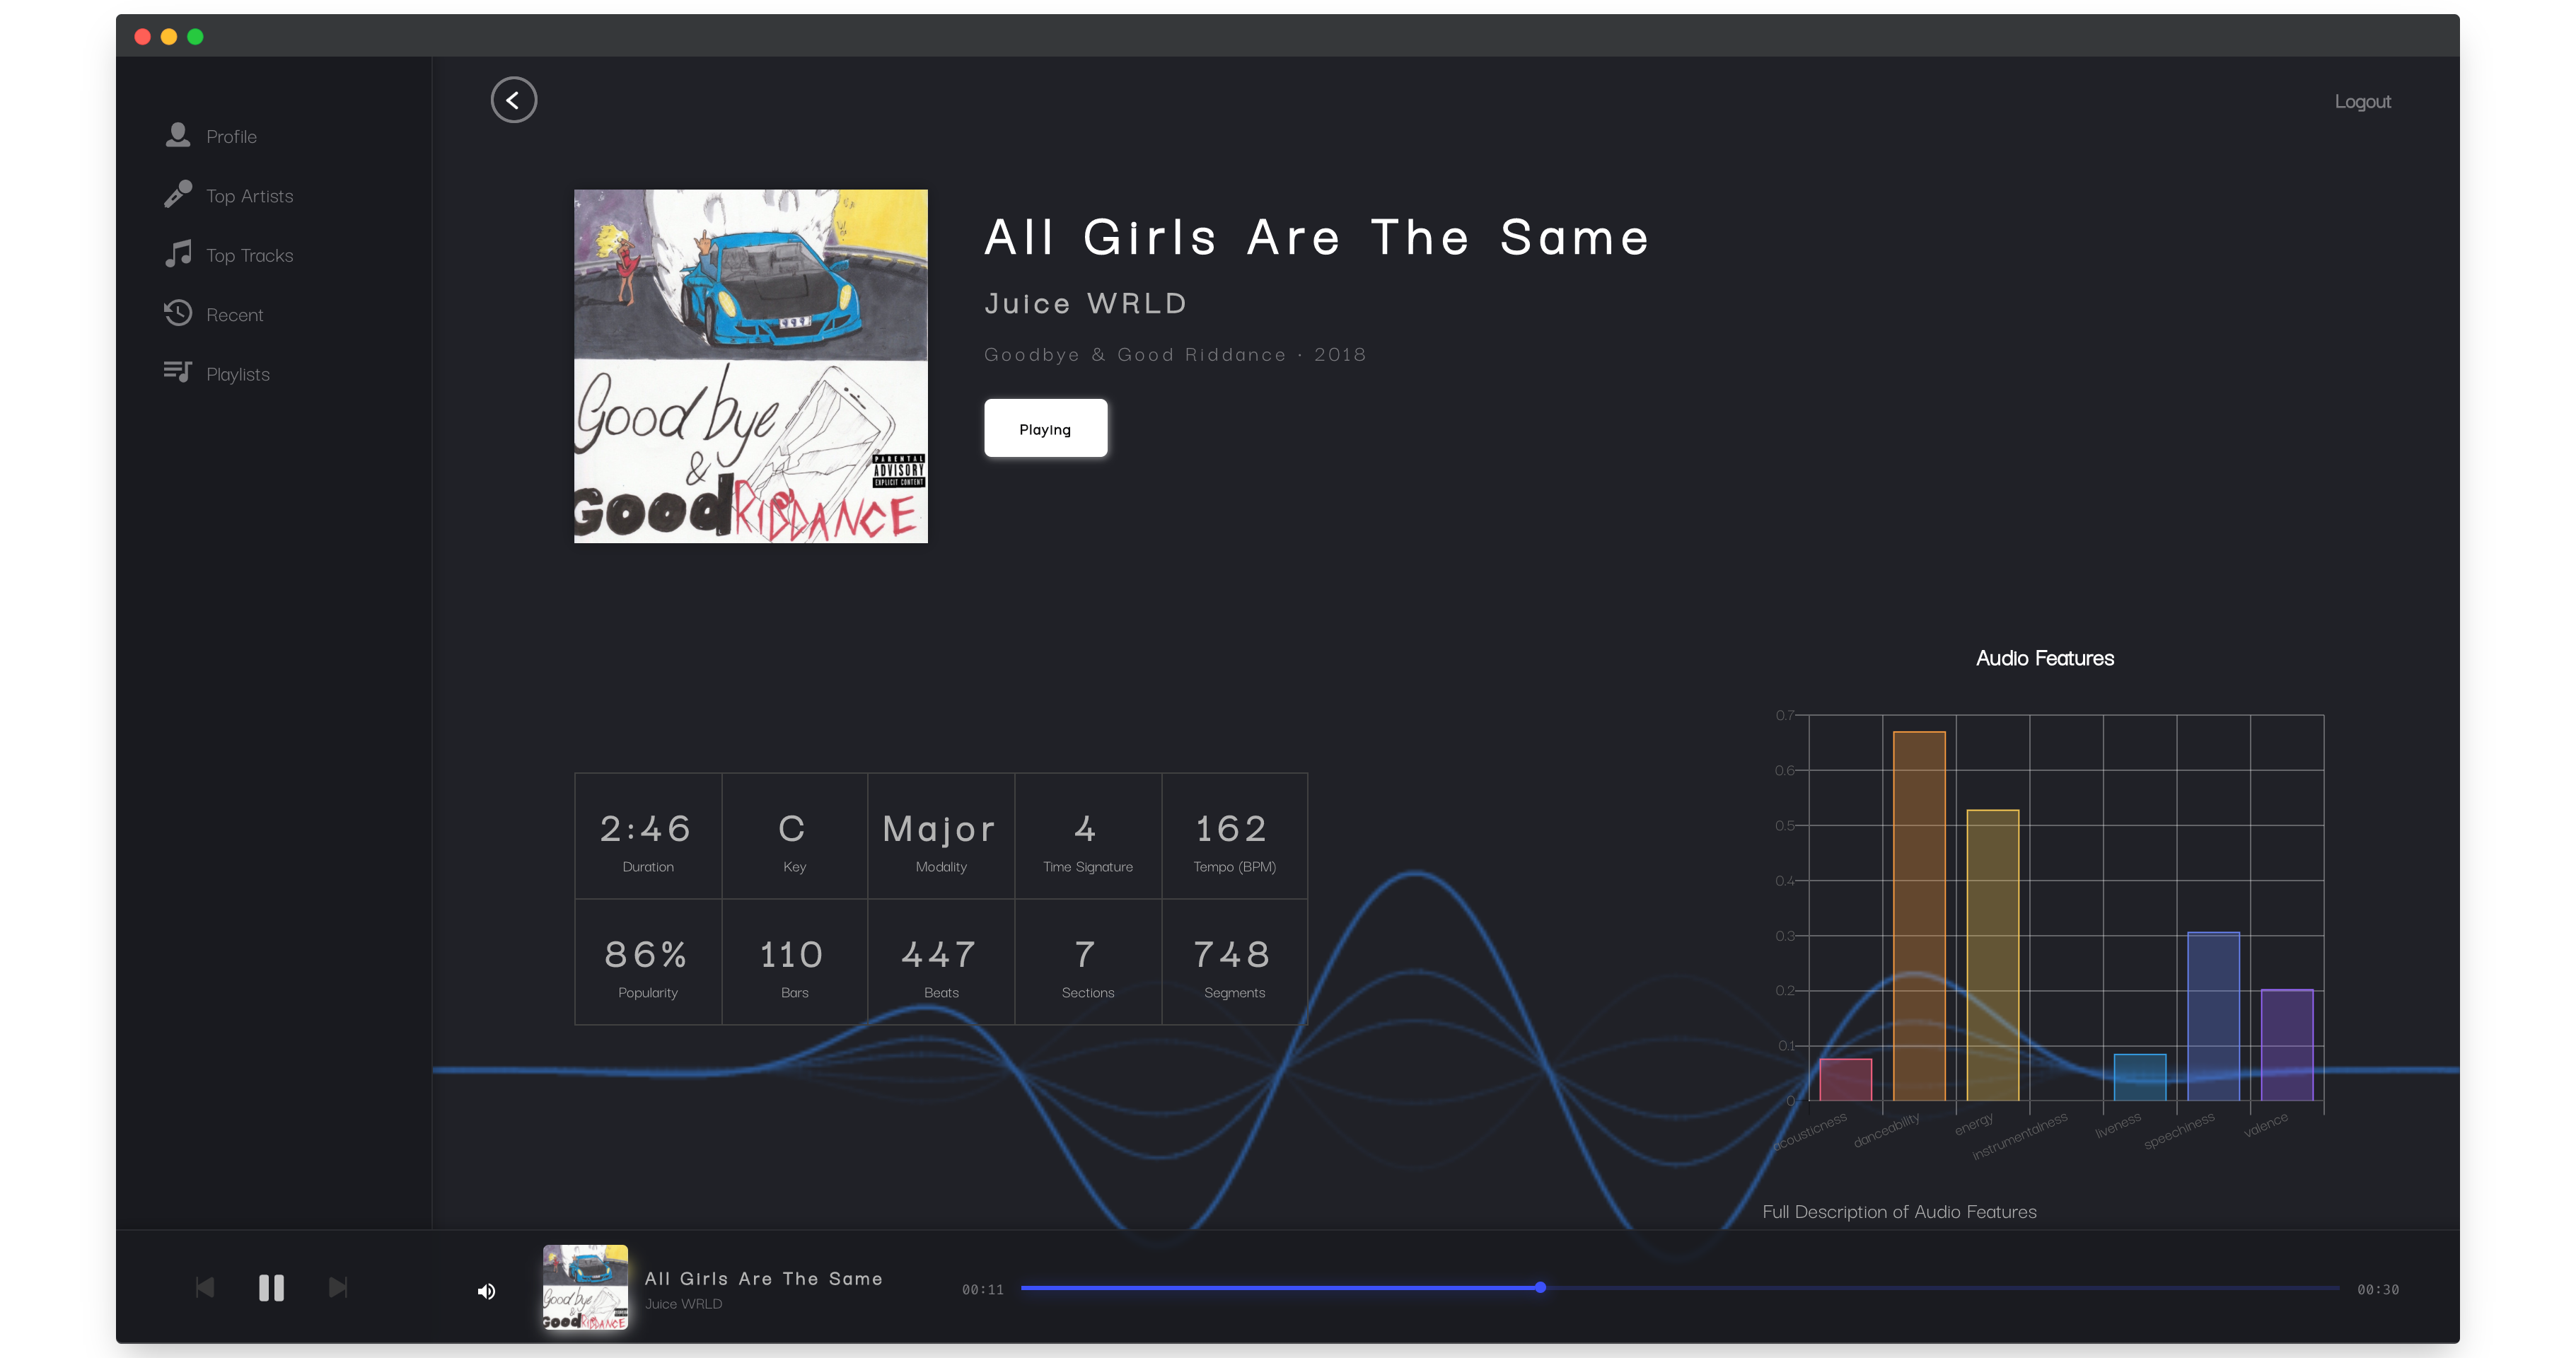 Logout
Profile
Top Artists
Top Tracks
Recent
Playlists
All Girls Are The Same
Juice WRLD
Goodbye & Good Riddance · 2018
Playing
999
Goodbye
&
PARENTAL
ADVISORY
EXPLICIT CONTENT
Good RIDDANCE
Audio Features
0.7
0.6
0.5
0.4
0.3
0.2
0.1
0
acousticness danceability energy instrumentalness liveness speechiness valence
2:46 C Major 4 162
Duration Key Modality Time Signature Tempo (BPM)
86% 110 447 7 748
Popularity Bars Beats Sections Segments
Full Description of Audio Features
Good bye
Good RIDDANCE
All Girls Are The Same
Juice WRLD
00:11
00:30